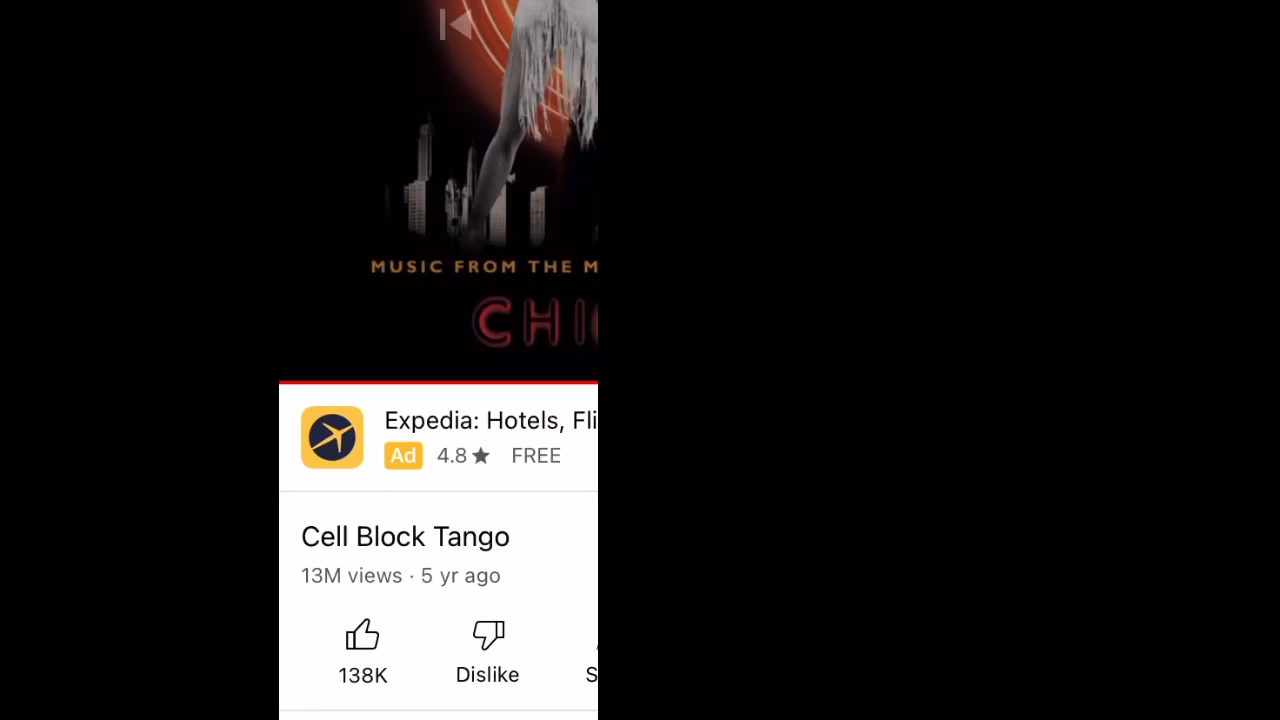 MUSIC FROM THE M
CHI
Expedia: Hotels, Fli
Ad 4.8★ FREE
Cell Block Tango
13M views · 5 yr ago
138K Dislike S